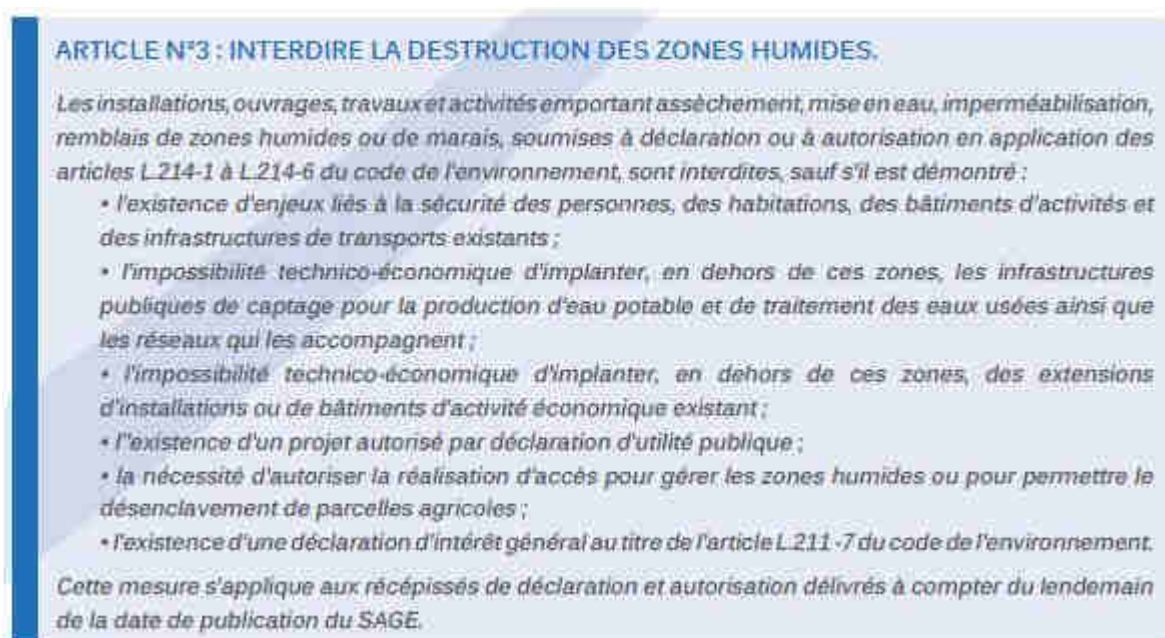 ARTICLE N°3 : INTERDIRE LA DESTRUCTION DES ZONES HUMIDES.
Les installations, ouvrages, travaux et activités emportant assèchement, mise en eau, imperméabilisation,
remblais de zones humides ou de marais, soumises à déclaration ou à autorisation en application des
articles L.214-1 à L.214-6 du code de l'environnement, sont interdites, sauf s'il est démontré :
• l'existence d'enjeux liés à la sécurité des personnes, des habitations, des bâtiments d'activités et
des infrastructures de transports existants ;
• l'impossibilité technico-économique d'implanter, en dehors de ces zones, les infrastructures
publiques de captage pour la production d'eau potable et de traitement des eaux usées ainsi que
les réseaux qui les accompagnent ;
• l'impossibilité technico-économique d'implanter, en dehors de ces zones, des extensions
d'installations ou de bâtiments d'activité économique existant ;
• l''existence d'un projet autorisé par déclaration d'utilité publique ;
• la nécessité d'autoriser la réalisation d'accès pour gérer les zones humides ou pour permettre le
désenclavement de parcelles agricoles ;
• l'existence d'une déclaration d'intérêt général au titre de l'article L.211 -7 du code de l'environnement.
Cette mesure s'applique aux récépissés de déclaration et autorisation délivrés à compter du lendemain
de la date de publication du SAGE.